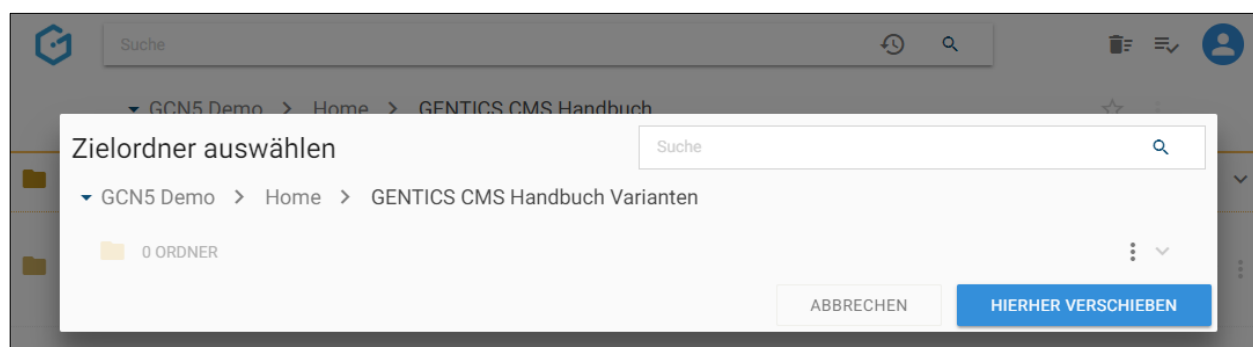 Suche
GCN5 Demo > Home > GENTICS CMS Handbuch
Zielordner auswählen
Suche
GCN5 Demo > Home > GENTICS CMS Handbuch Varianten
0 ORDNER
ABBRECHEN
HIERHER VERSCHIEBEN